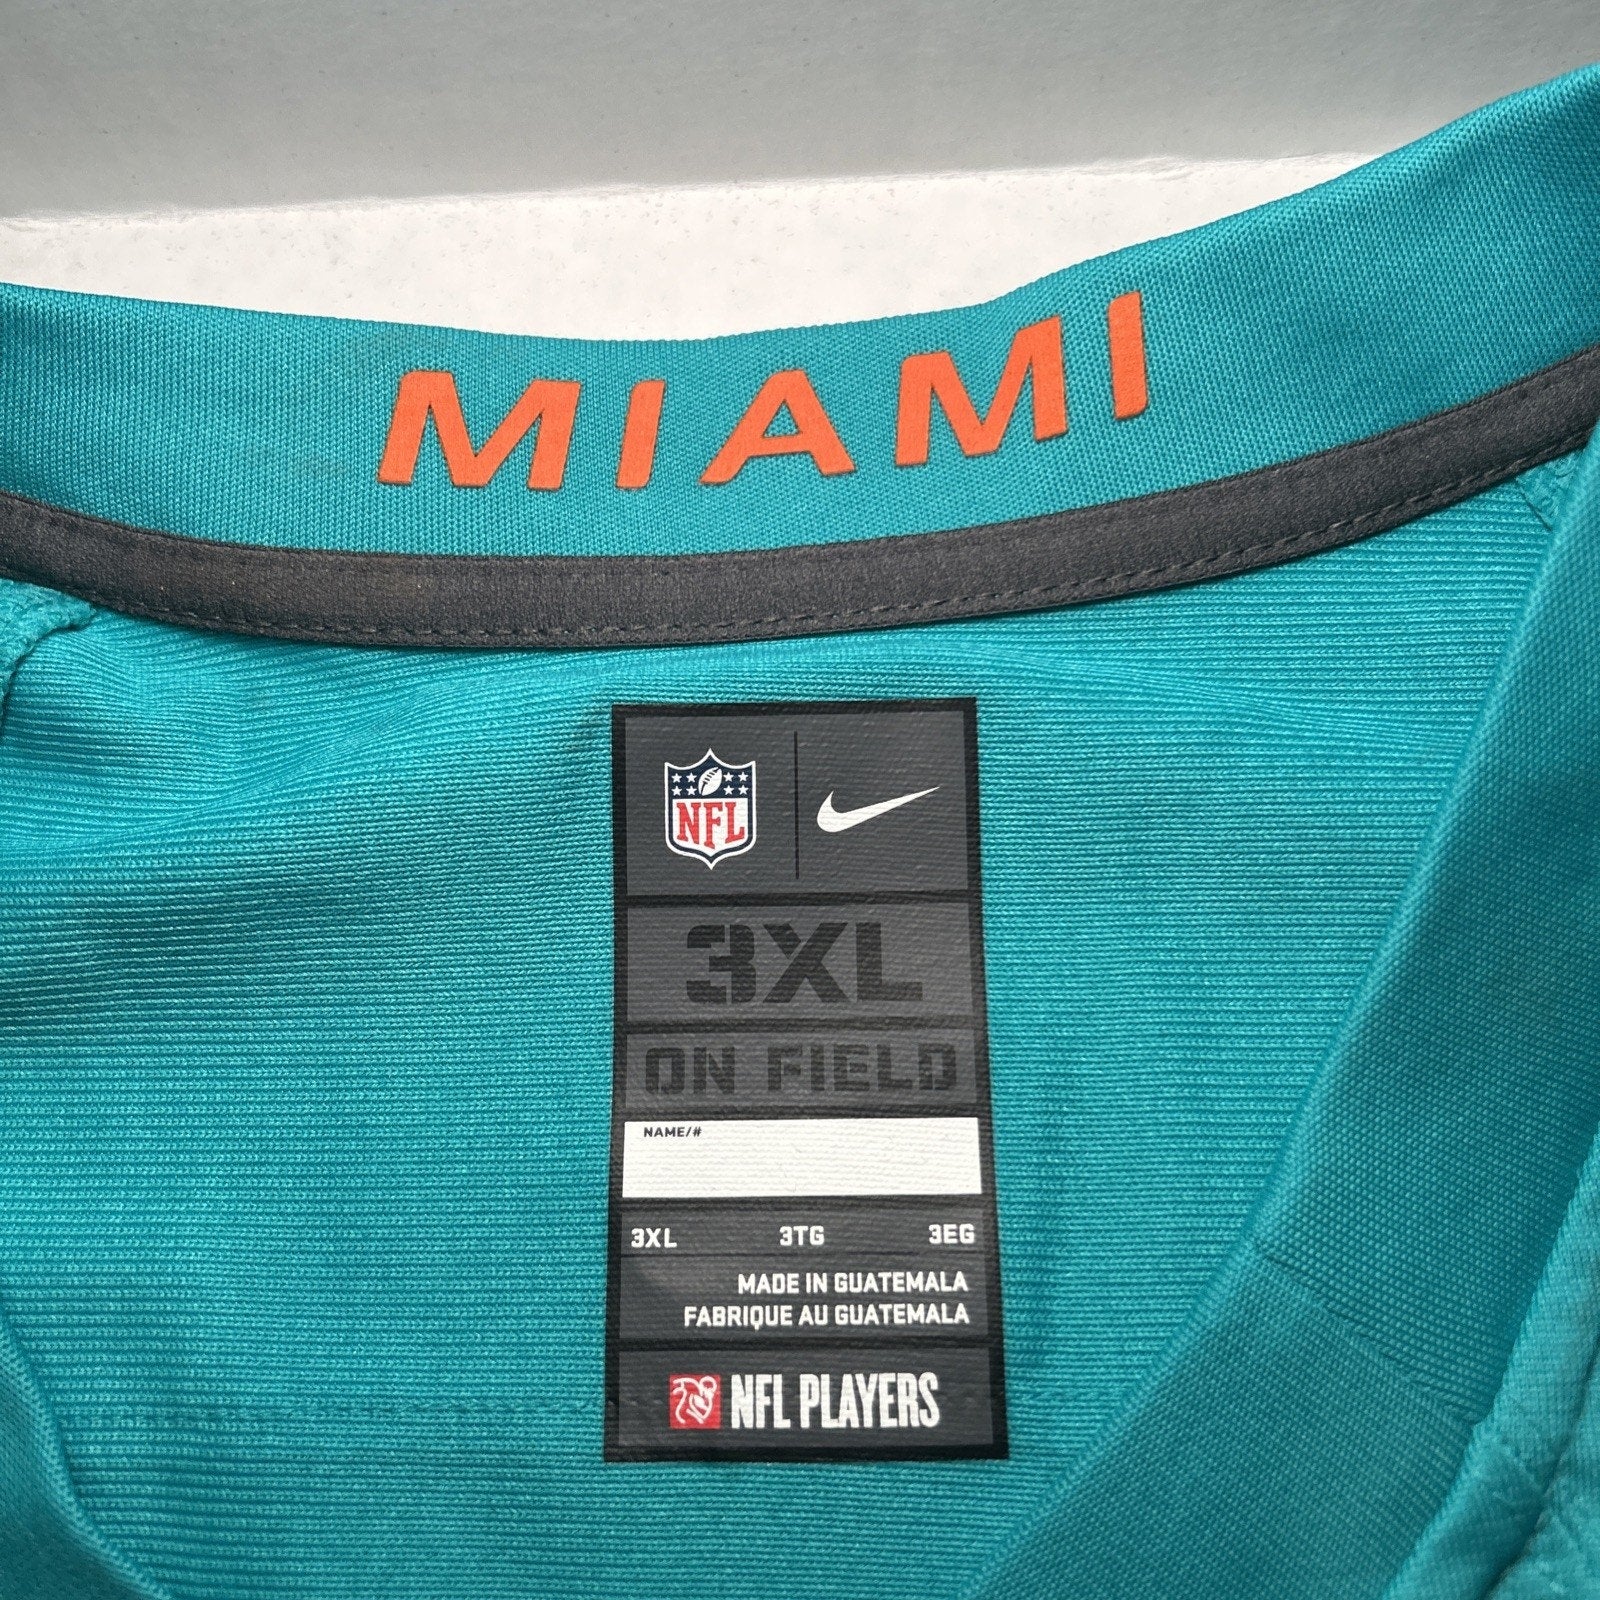 MIAMI
NFL
3XL
ON FIELD
NAME/#
3XL 3TG 3EG
MADE IN GUATEMALA
FABRIQUE AU GUATEMALA
NFL PLAYERS